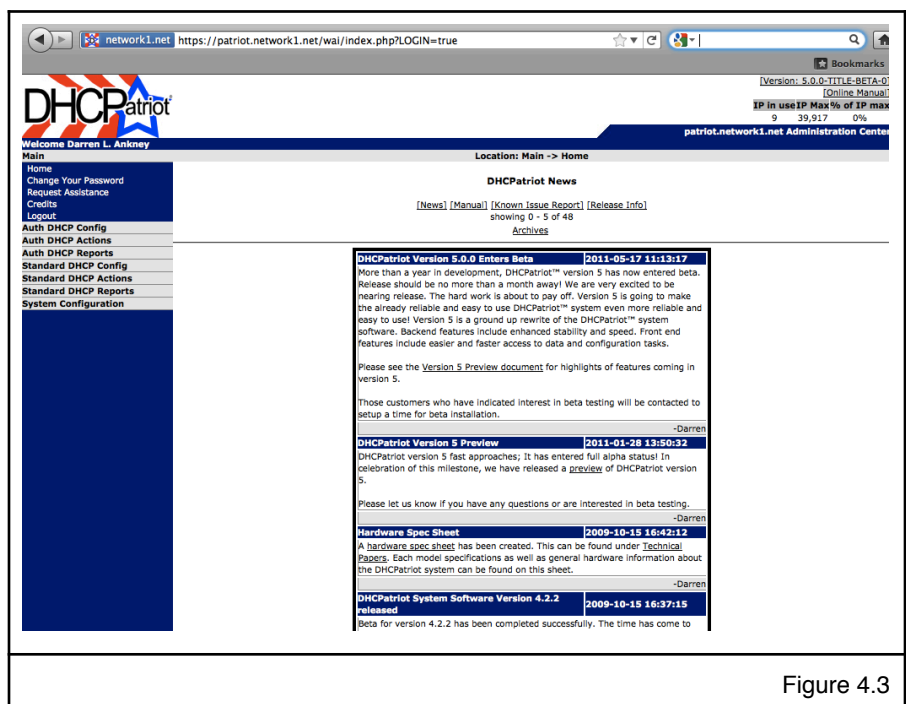 network1.net https://patriot.network1.net/wai/index.php?LOGIN=true
Bookmarks
DHCPatriot
[Version: 5.0.0-TITLE-BETA-0]
[Online Manual]
IP in use IP Max % of IP max
9 39,917 0%
patriot.network1.net Administration Center
Welcome Darren L. Ankney
Main
Home
Change Your Password
Request Assistance
Credits
Logout
Auth DHCP Config
Auth DHCP Actions
Auth DHCP Reports
Standard DHCP Config
Standard DHCP Actions
Standard DHCP Reports
System Configuration
Location: Main -> Home
DHCPatriot News
[News] [Manual] [Known Issue Report] [Release Info]
showing 0 - 5 of 48
Archives
DHCPatriot Version 5.0.0 Enters Beta 2011-05-17 11:13:17
More than a year in development, DHCPatriot™ version 5 has now entered beta.
Release should be no more than a month away! We are very excited to be
nearing release. The hard work is about to pay off. Version 5 is going to make
the already reliable and easy to use DHCPatriot™ system even more reliable and
easy to use! Version 5 is a ground up rewrite of the DHCPatriot™ system
software. Backend features include enhanced stability and speed. Front end
features include easier and faster access to data and configuration tasks.
Please see the Version 5 Preview document for highlights of features coming in
version 5.
Those customers who have indicated interest in beta testing will be contacted to
setup a time for beta installation.
-Darren
DHCPatriot Version 5 Preview 2011-01-28 13:50:32
DHCPatriot version 5 fast approaches; It has entered full alpha status! In
celebration of this milestone, we have released a preview of DHCPatriot version
5.
Please let us know if you have any questions or are interested in beta testing.
-Darren
Hardware Spec Sheet 2009-10-15 16:42:12
A hardware spec sheet has been created. This can be found under Technical
Papers. Each model specifications as well as general hardware information about
the DHCPatriot system can be found on this sheet.
-Darren
DHCPatriot System Software Version 4.2.2
released 2009-10-15 16:37:15
Beta for version 4.2.2 has been completed successfully. The time has come to
Figure 4.3